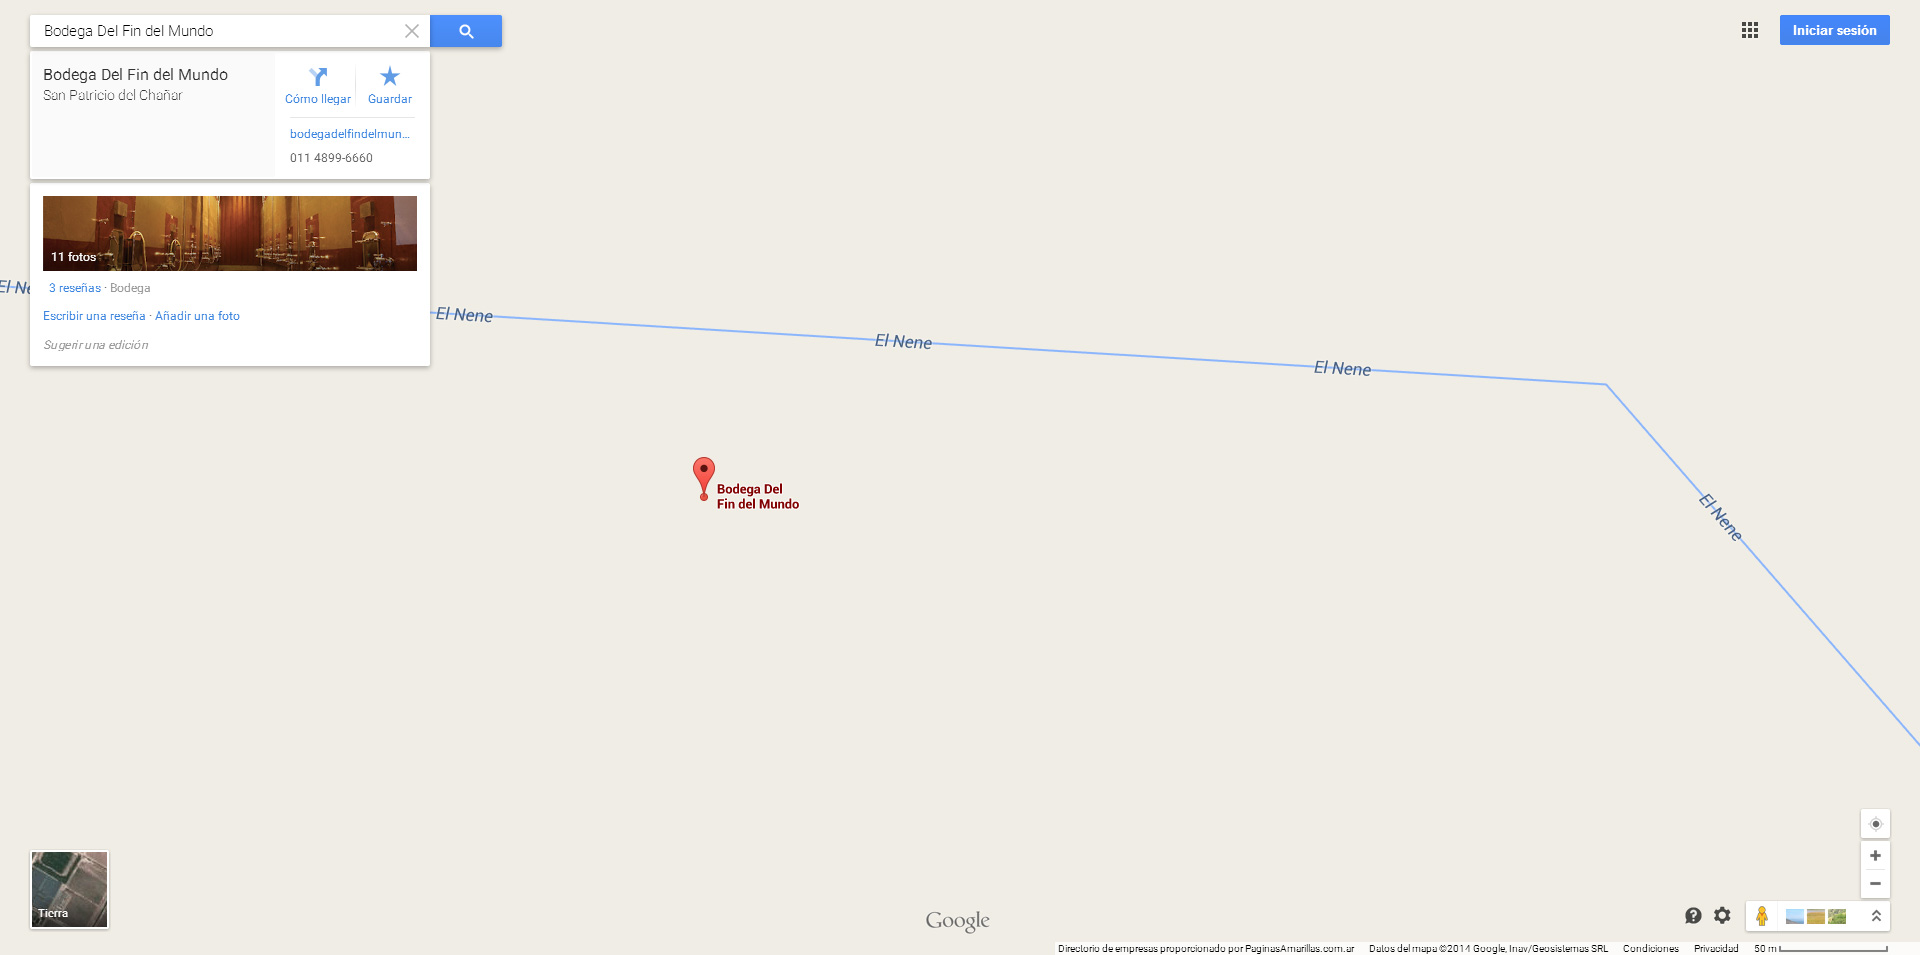 Bodega Del Fin del Mundo
Iniciar sesión
Bodega Del Fin del Mundo
San Patricio del Chañar
Cómo llegar
Guardar
bodegadelfindelmun...
011 4899-6660
11 fotos
3 reseñas · Bodega
Escribir una reseña · Añadir una foto
Sugerir una edición
El Ne
El Nene
El Nene
El Nene
El Nene
Bodega Del
Fin del Mundo
Tierra
Google
Directorio de empresas proporcionado por PaginasAmarillas.com.ar Datos del mapa ©2014 Google, Inav/Geosistemas SRL Condiciones Privacidad 50 m